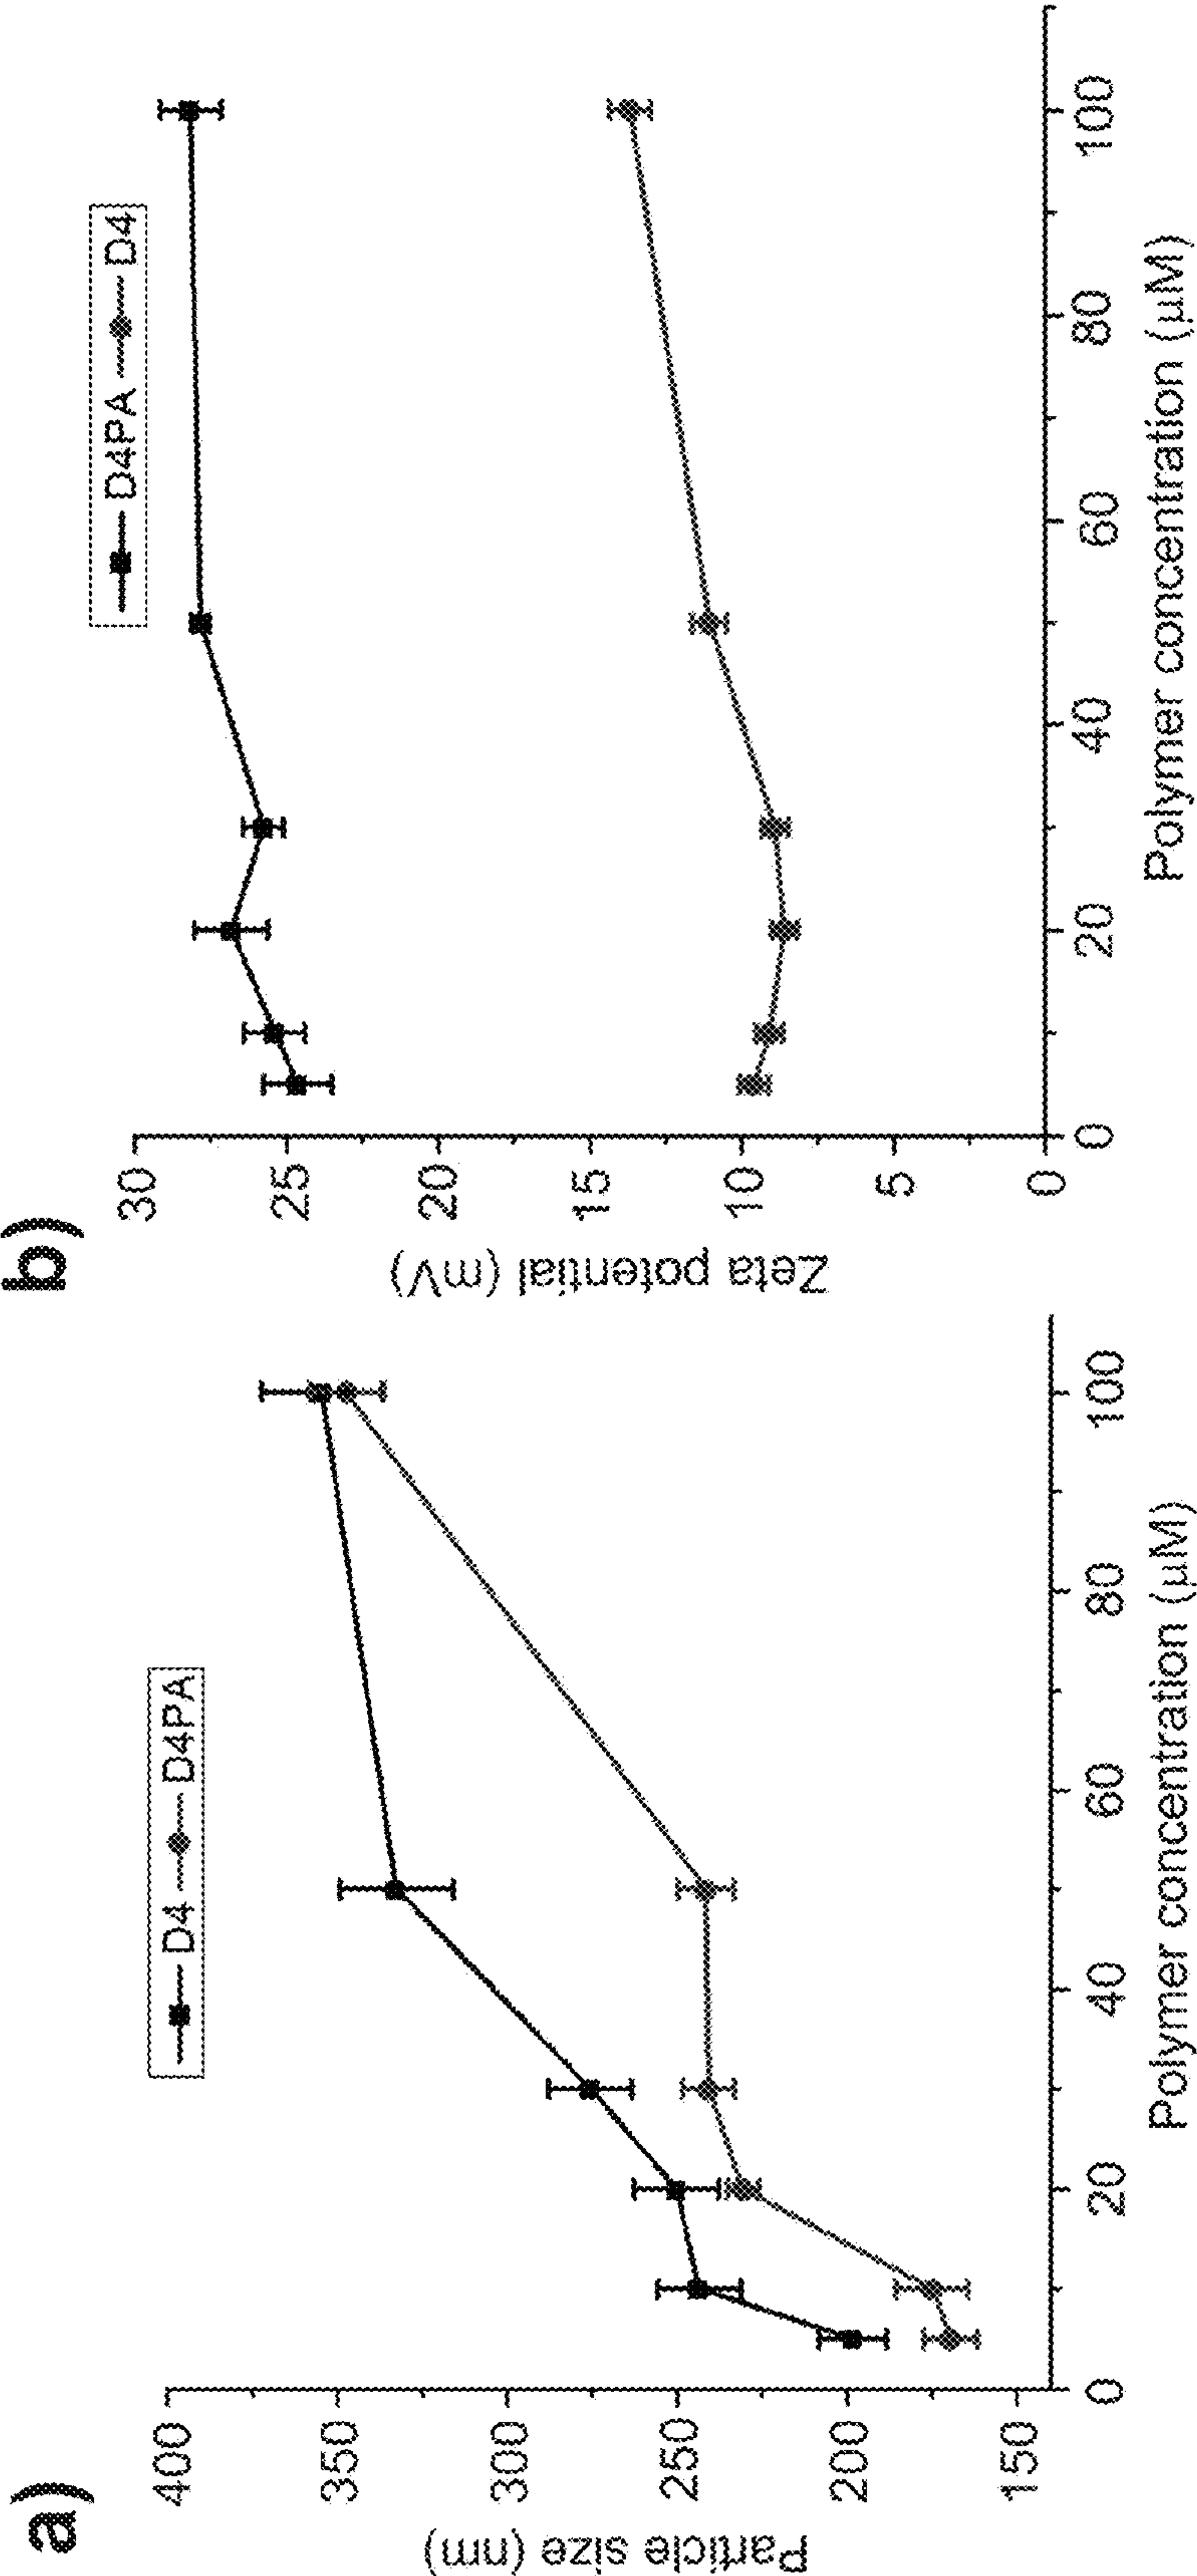 a)
D4 D4PA
400
350
300
250
200
150
Particle size (nm)
0 20 40 60 80 100
Polymer concentration (μM)
b)
D4PA D4
30
25
20
15
10
5
0
Zeta potential (mV)
0 20 40 60 80 100
Polymer concentration (μM)